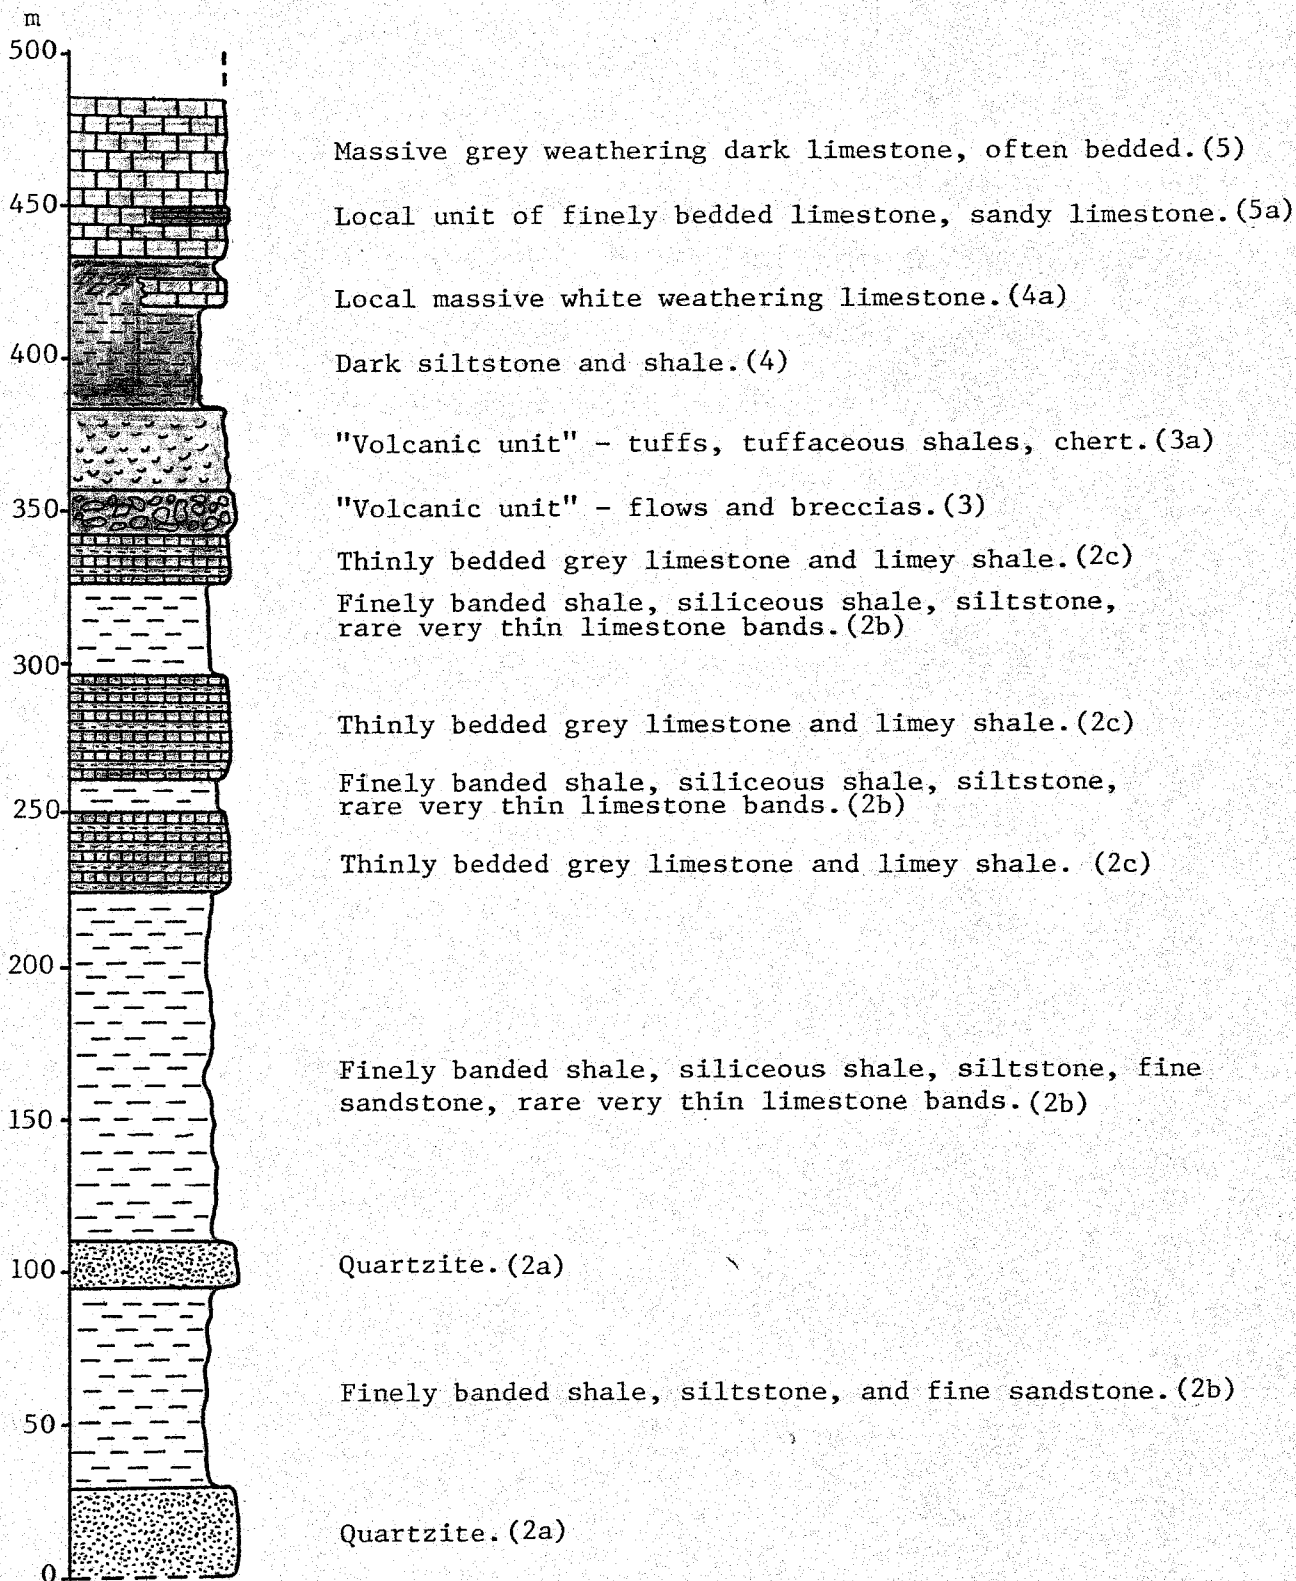 m
500
Massive grey weathering dark limestone, often bedded.(5)
450
Local unit of finely bedded limestone, sandy limestone.(5a)
Local massive white weathering limestone.(4a)
400
Dark siltstone and shale.(4)
"Volcanic unit" - tuffs, tuffaceous shales, chert.(3a)
350
"Volcanic unit" - flows and breccias.(3)
Thinly bedded grey limestone and limey shale.(2c)
Finely banded shale, siliceous shale, siltstone,
rare very thin limestone bands.(2b)
300
Thinly bedded grey limestone and limey shale.(2c)
Finely banded shale, siliceous shale, siltstone,
rare very thin limestone bands.(2b)
250
Thinly bedded grey limestone and limey shale. (2c)
200
Finely banded shale, siliceous shale, siltstone, fine
sandstone, rare very thin limestone bands.(2b)
150
Quartzite.(2a)
100
Finely banded shale, siltstone, and fine sandstone.(2b)
50
Quartzite.(2a)
0